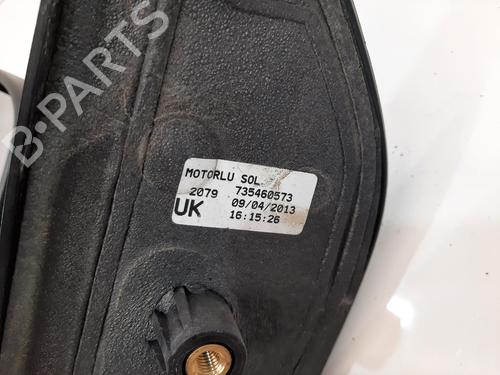 B-PARTS
MOTORLU SOL
2079 735460573
UK 09/04/2013
16:15:26